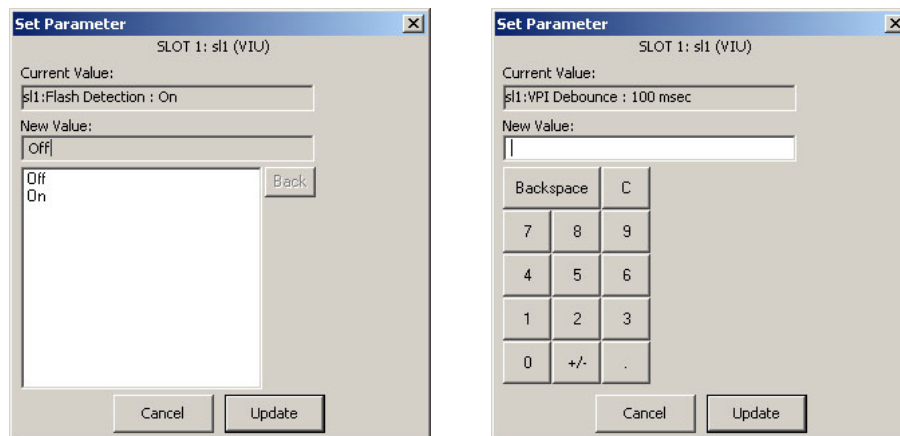 Set Parameter
SLOT 1: sl1 (VIU)
Current Value:
sl1:Flash Detection : On
New Value:
Off
Off
On
Back
Cancel
Update
Set Parameter
SLOT 1: sl1 (VIU)
Current Value:
sl1:VPI Debounce : 100 msec
New Value:
Backspace C
7 8 9
4 5 6
1 2 3
0 +/- .
Cancel
Update